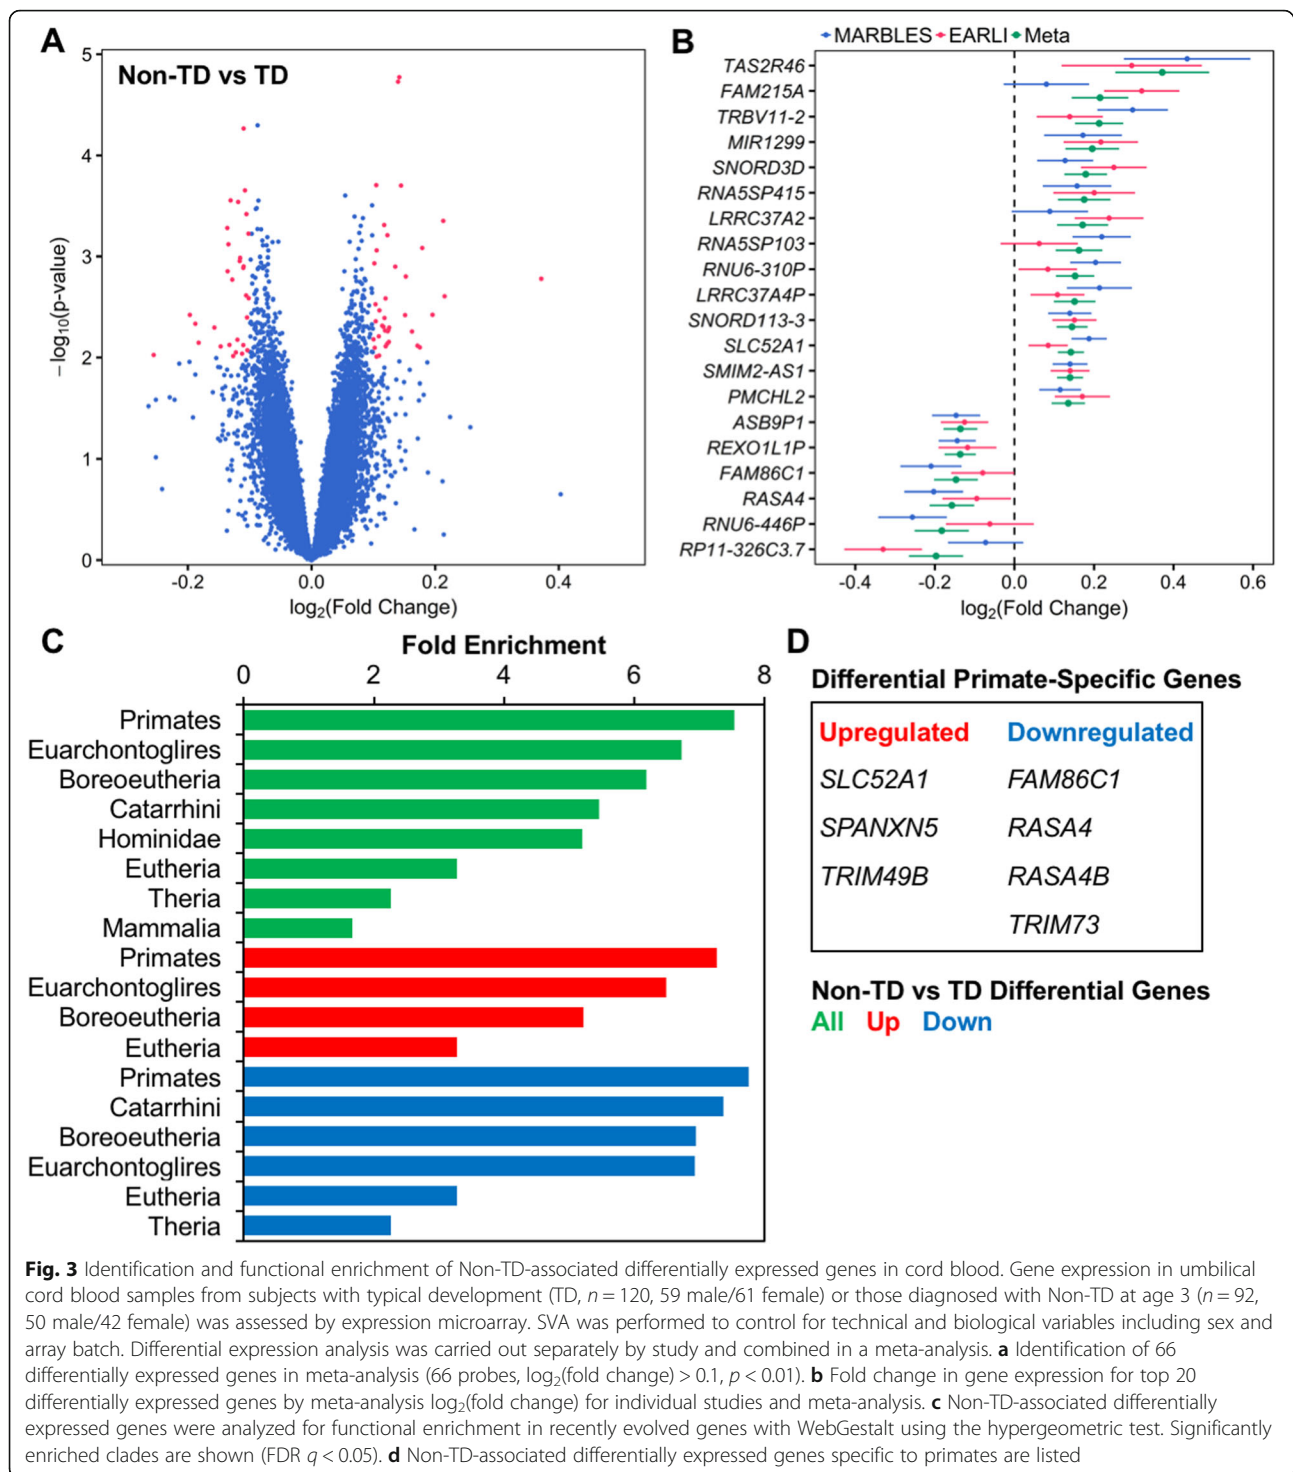 A
Non-TD vs TD
5
4
3
2
1
0
−log10(p-value)
-0.2 0.0 0.2 0.4
log2(Fold Change)
B
MARBLES EARLI Meta
TAS2R46
FAM215A
TRBV11-2
MIR1299
SNORD3D
RNA5SP415
LRRC37A2
RNA5SP103
RNU6-310P
LRRC37A4P
SNORD113-3
SLC52A1
SMIM2-AS1
PMCHL2
ASB9P1
REXO1L1P
FAM86C1
RASA4
RNU6-446P
RP11-326C3.7
-0.4 -0.2 0.0 0.2 0.4 0.6
log2(Fold Change)
C
Fold Enrichment
0 2 4 6 8
Primates
Euarchontoglires
Boreoeutheria
Catarrhini
Hominidae
Eutheria
Theria
Mammalia
Primates
Euarchontoglires
Boreoeutheria
Eutheria
Primates
Catarrhini
Boreoeutheria
Euarchontoglires
Eutheria
Theria
D
Differential Primate-Specific Genes
Upregulated Downregulated
SLC52A1 FAM86C1
SPANXN5 RASA4
TRIM49B RASA4B
TRIM73
Non-TD vs TD Differential Genes
All Up Down
Fig. 3 Identification and functional enrichment of Non-TD-associated differentially expressed genes in cord blood. Gene expression in umbilical
cord blood samples from subjects with typical development (TD, n = 120, 59 male/61 female) or those diagnosed with Non-TD at age 3 (n = 92,
50 male/42 female) was assessed by expression microarray. SVA was performed to control for technical and biological variables including sex and
array batch. Differential expression analysis was carried out separately by study and combined in a meta-analysis. a Identification of 66
differentially expressed genes in meta-analysis (66 probes, log2(fold change) > 0.1, p < 0.01). b Fold change in gene expression for top 20
differentially expressed genes by meta-analysis log2(fold change) for individual studies and meta-analysis. c Non-TD-associated differentially
expressed genes were analyzed for functional enrichment in recently evolved genes with WebGestalt using the hypergeometric test. Significantly
enriched clades are shown (FDR q < 0.05). d Non-TD-associated differentially expressed genes specific to primates are listed